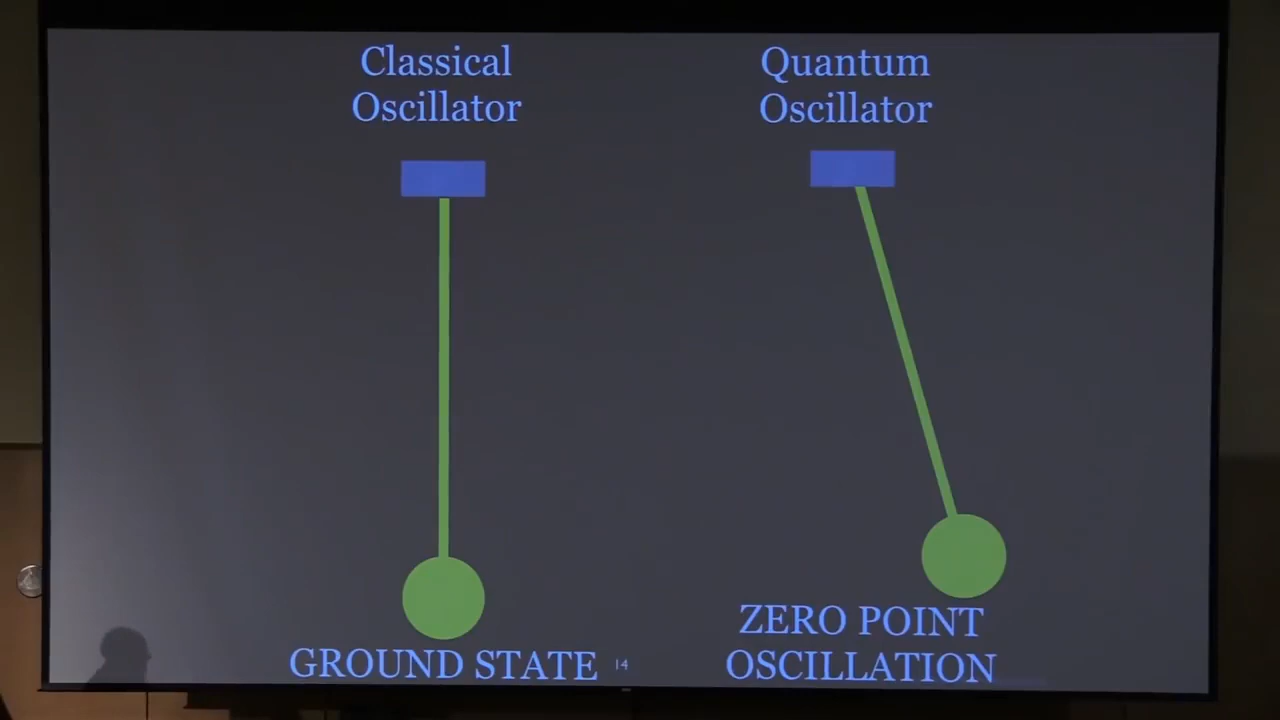 Classical
Oscillator
Quantum
Oscillator
GROUND STATE
14
ZERO POINT
OSCILLATION